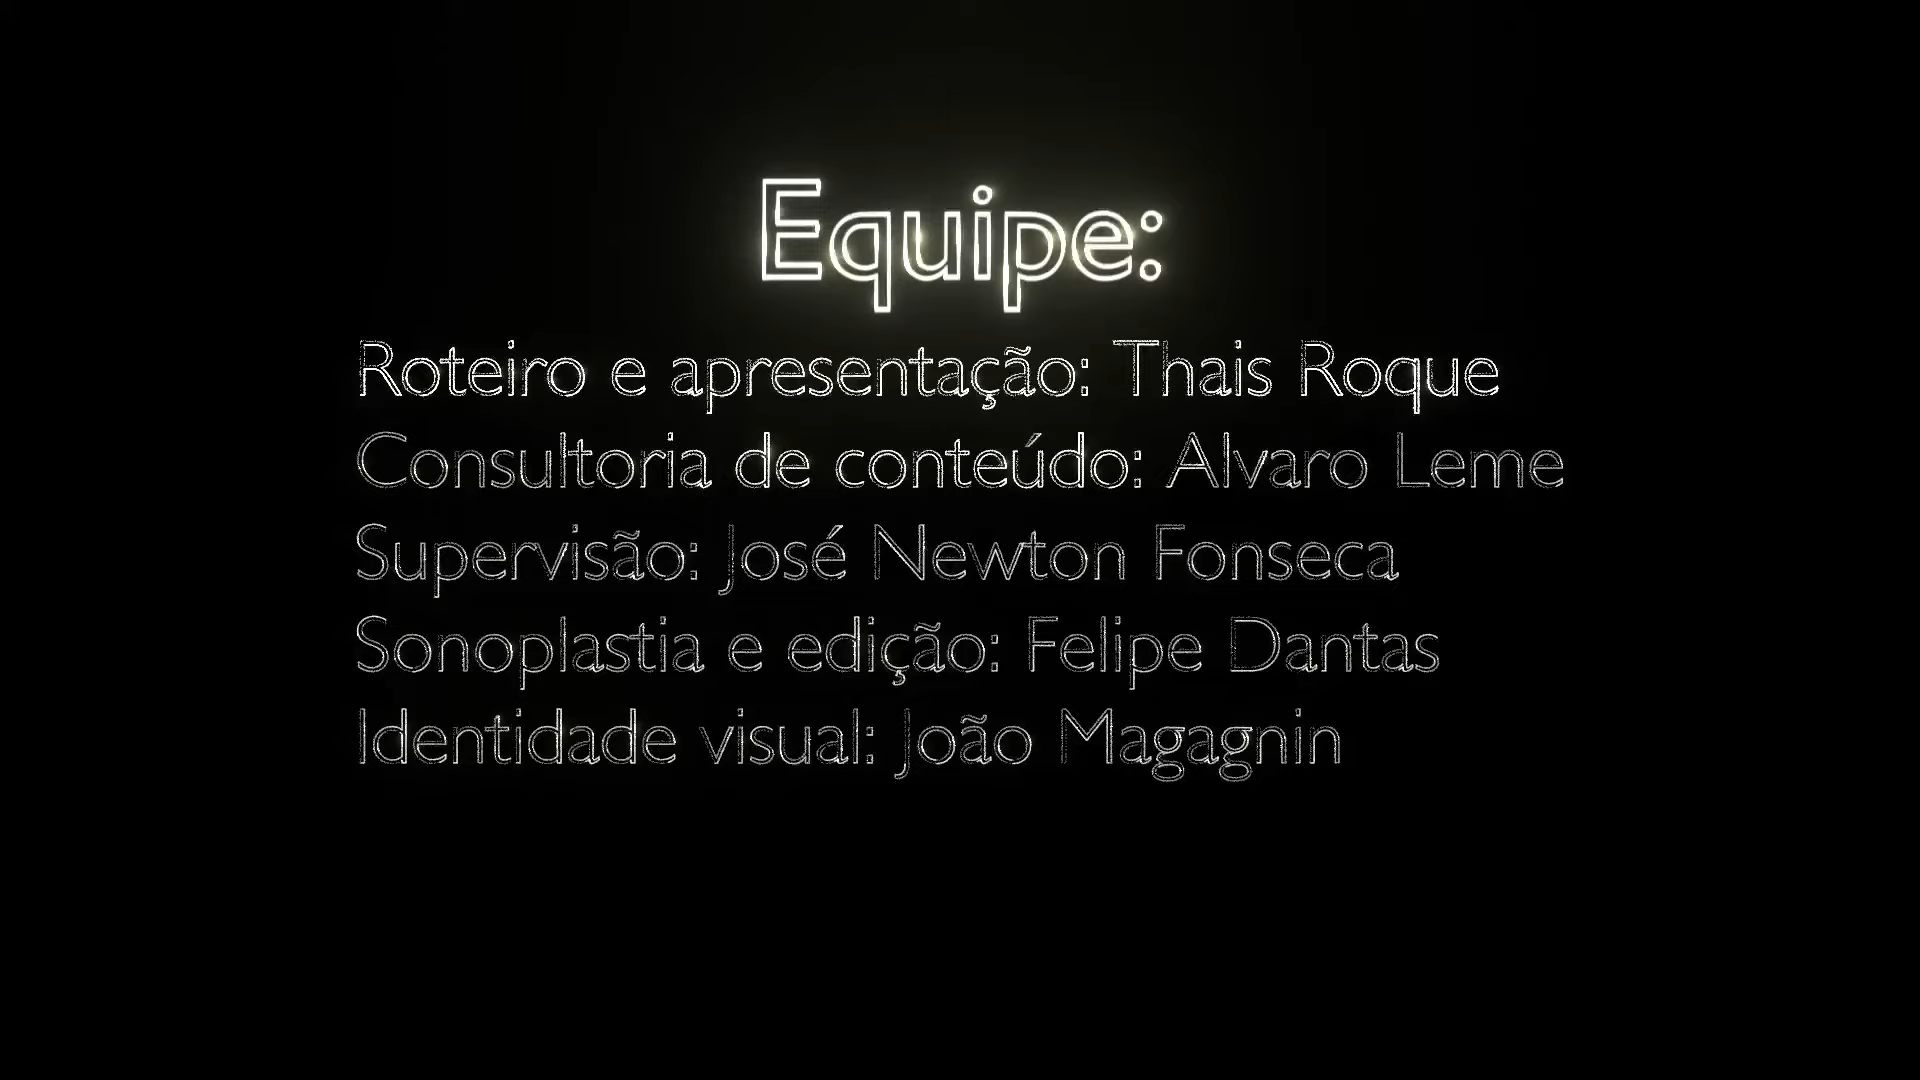 Equipe:
Roteiro e apresentação: Thais Roque
Consultoria de conteúdo: Alvaro Leme
Supervisão: José Newton Fonseca
Sonoplastia e edição: Felipe Dantas
Identidade visual: João Magagnin